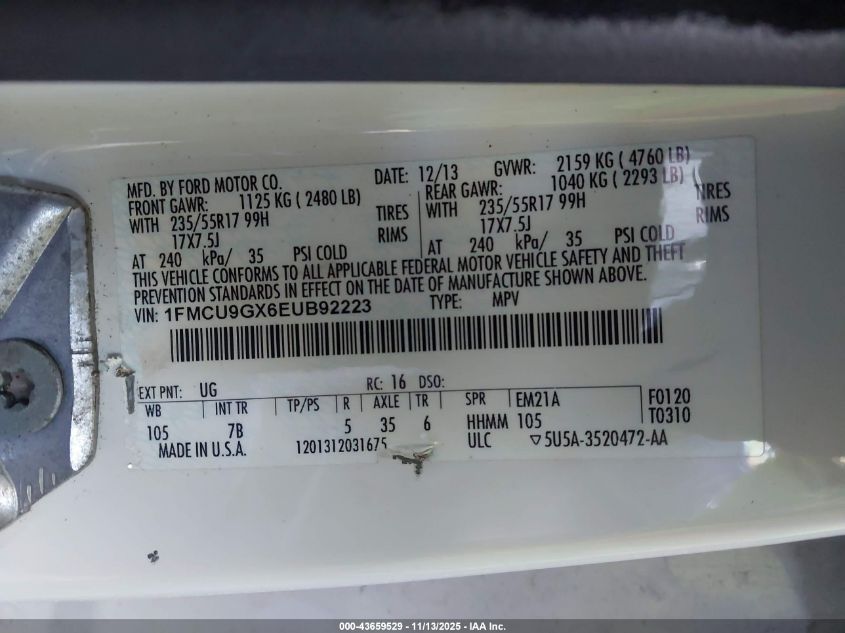 MFD. BY FORD MOTOR CO. DATE: 12/13 GVWR: 2159 KG ( 4760 LB)
FRONT GAWR: 1125 KG ( 2480 LB) REAR GAWR: 1040 KG ( 2293 LB)
WITH 235/55R17 99H TIRES WITH 235/55R17 99H TIRES
17X7.5J RIMS 17X7.5J RIMS
AT 240 kPa/ 35 PSI COLD AT 240 kPa/ 35 PSI COLD
THIS VEHICLE CONFORMS TO ALL APPLICABLE FEDERAL MOTOR VEHICLE SAFETY AND THEFT
PREVENTION STANDARDS IN EFFECT ON THE DATE OF MANUFACTURE SHOWN ABOVE.
VIN: 1FMCU9GX6EUB92223 TYPE: MPV
EXT PNT: UG RC: 16 DSO:
WB INT TR TP/PS R AXLE TR SPR EM21A F0120
105 7B 5 35 6 HHMM 105 T0310
MADE IN U.S.A. 1201312031675 ULC ▽5U5A-3520472-AA
000-43659529 - 11/13/2025 - IAA Inc.